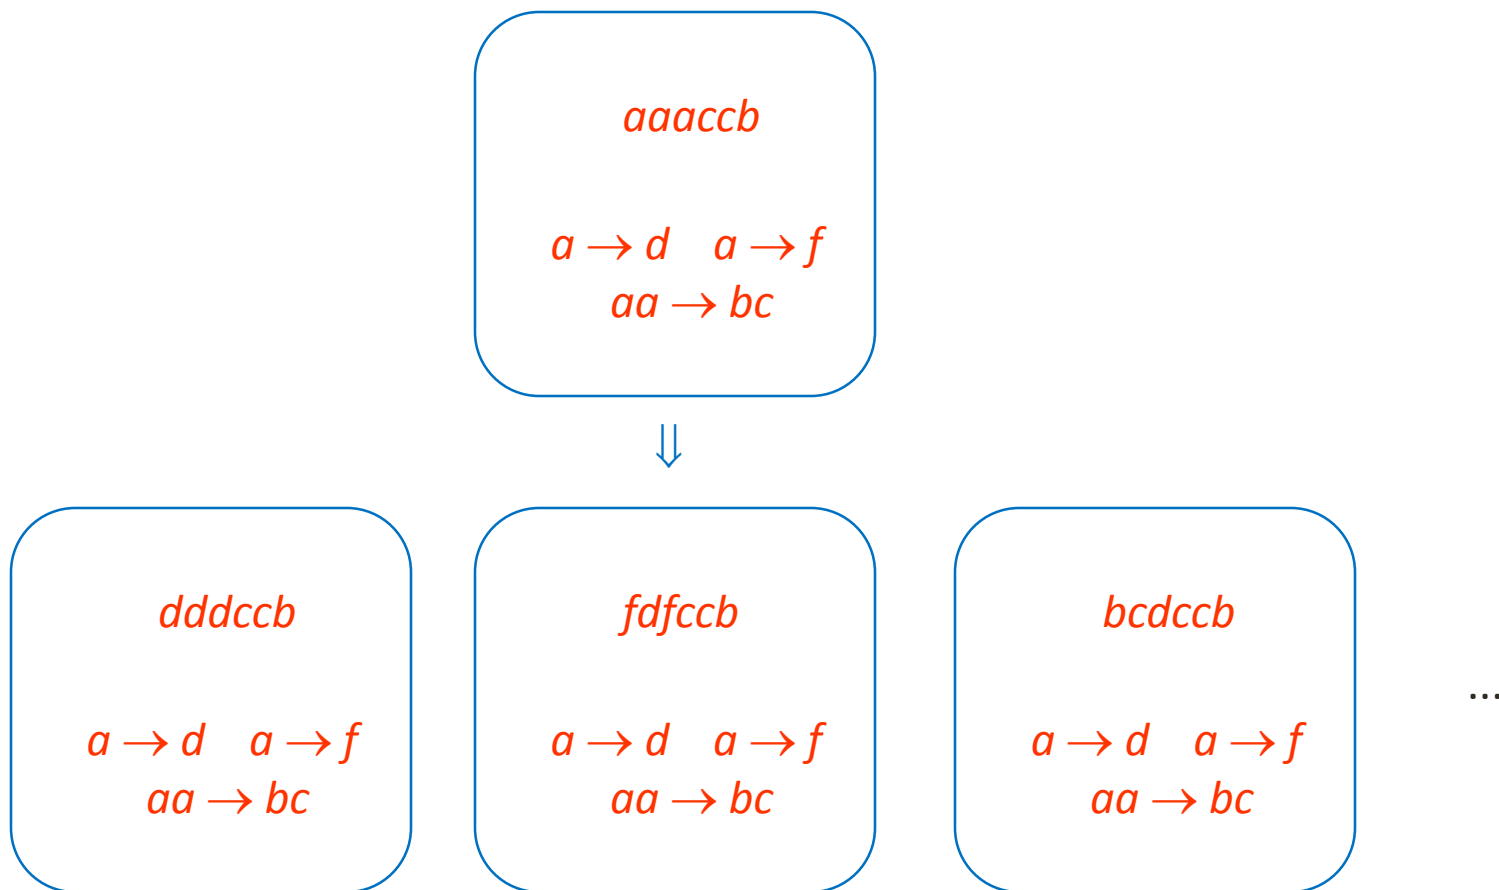 aaaccb
a → d a → f
aa → bc
⇓
dddccb
a → d a → f
aa → bc
fdfccb
a → d a → f
aa → bc
bcdccb
a → d a → f
aa → bc
...